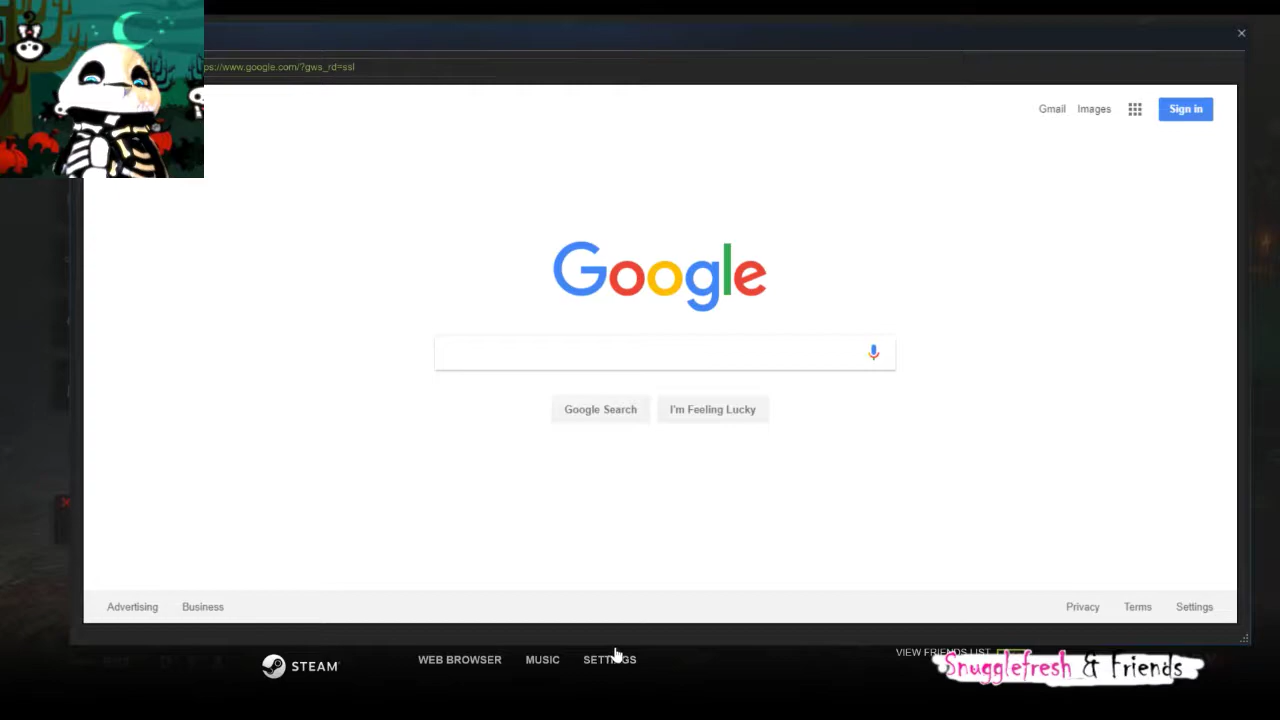 ps://www.google.com/?gws_rd=ssl
Gmail Images Sign in
Google
Google Search I'm Feeling Lucky
Advertising Business Privacy Terms Settings
STEAM WEB BROWSER MUSIC SETTINGS VIEW FRIENDS LIST
Snugglefresh & Friends